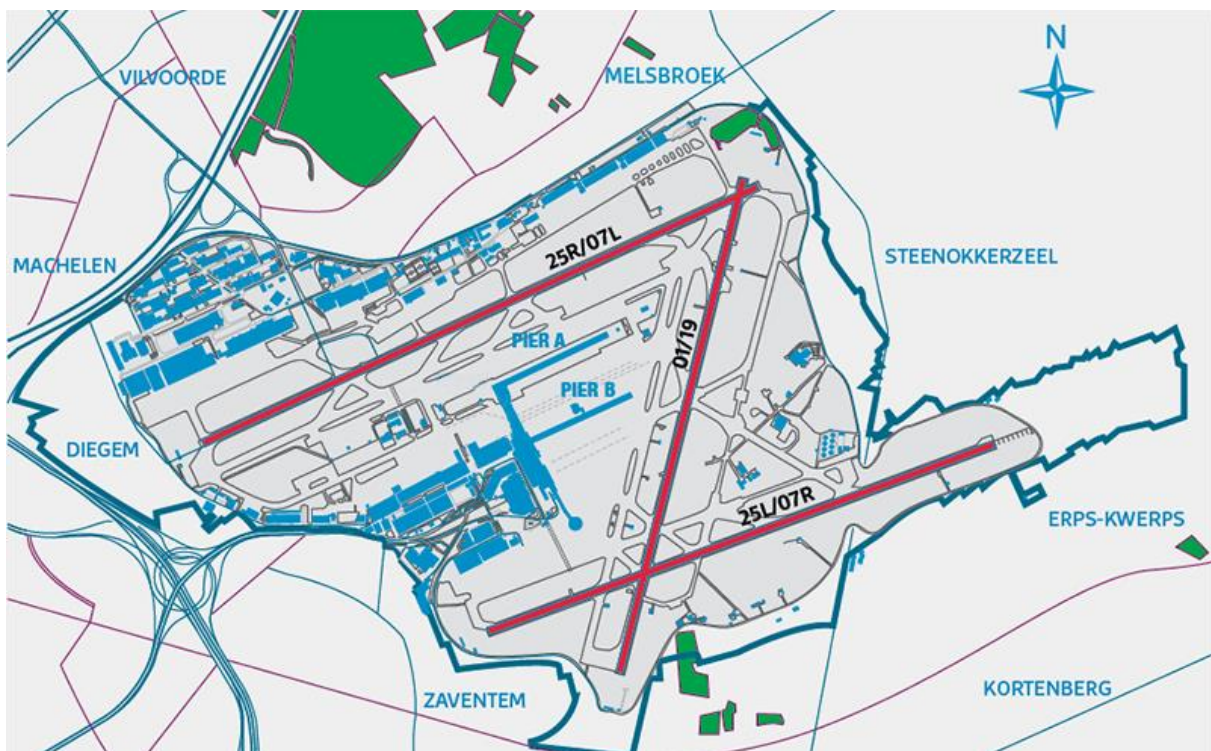 N
VILVOORDE
MELSBROEK
MACHELEN
STEENOKKERZEEL
25R/07L
01/19
PIER A
PIER B
DIEGEM
25L/07R
ERPS-KWERPS
ZAVENTEM
KORTENBERG